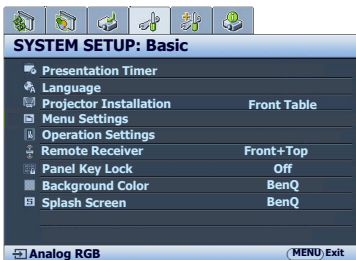 SYSTEM SETUP: Basic
Presentation Timer
Language
Projector Installation Front Table
Menu Settings
Operation Settings
Remote Receiver Front+Top
Panel Key Lock Off
Background Color BenQ
Splash Screen BenQ
Analog RGB MENU Exit